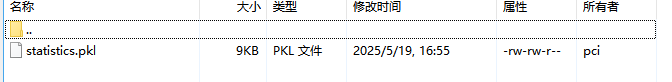 名称 大小 类型 修改时间 属性 所有者
..
statistics.pkl 9KB PKL 文件 2025/5/19, 16:55 -rw-rw-r-- pci